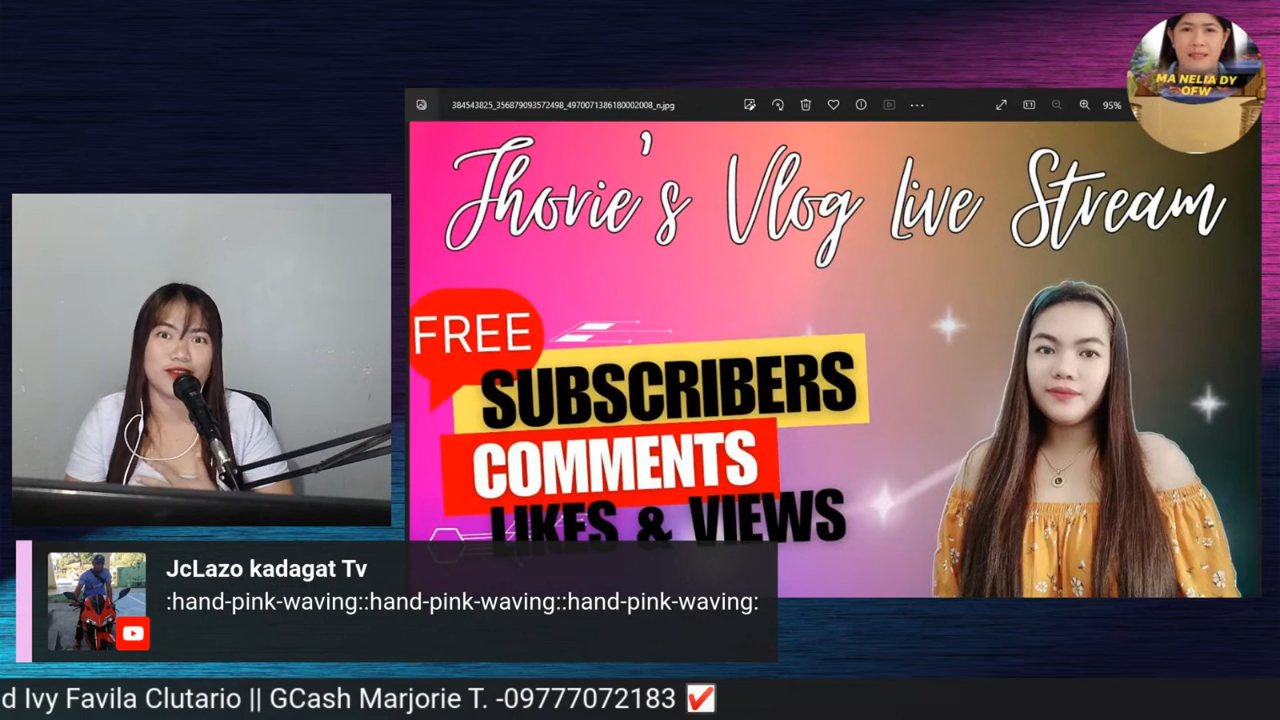 MA NELIA DY
OFW
384543825_356879093572498_4970071386180002008_n.jpg
95%
Jhovie's Vlog Live Stream
FREE
SUBSCRIBERS
COMMENTS
LIKES & VIEWS
JcLazo kadagat Tv
:hand-pink-waving::hand-pink-waving::hand-pink-waving:
d Ivy Favila Clutario || GCash Marjorie T. -09777072183 ✅